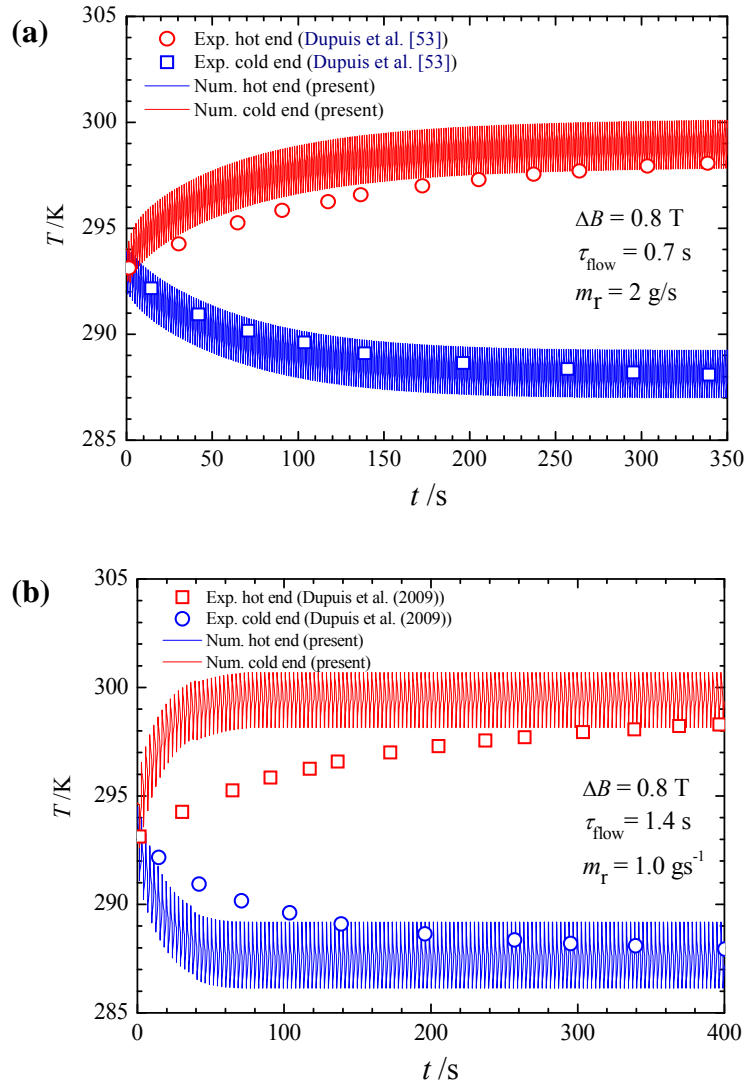 (a)
Exp. hot end (Dupuis et al. [53])
Exp. cold end (Dupuis et al. [53])
Num. hot end (present)
Num. cold end (present)
305
300
295
290
285
T /K
ΔB = 0.8 T
τflow = 0.7 s
mr = 2 g/s
0 50 100 150 200 250 300 350
t /s
(b)
Exp. hot end (Dupuis et al. (2009))
Exp. cold end (Dupuis et al. (2009))
Num. hot end (present)
Num. cold end (present)
305
300
295
290
285
T /K
ΔB = 0.8 T
τflow = 1.4 s
mr = 1.0 gs-1
0 100 200 300 400
t /s